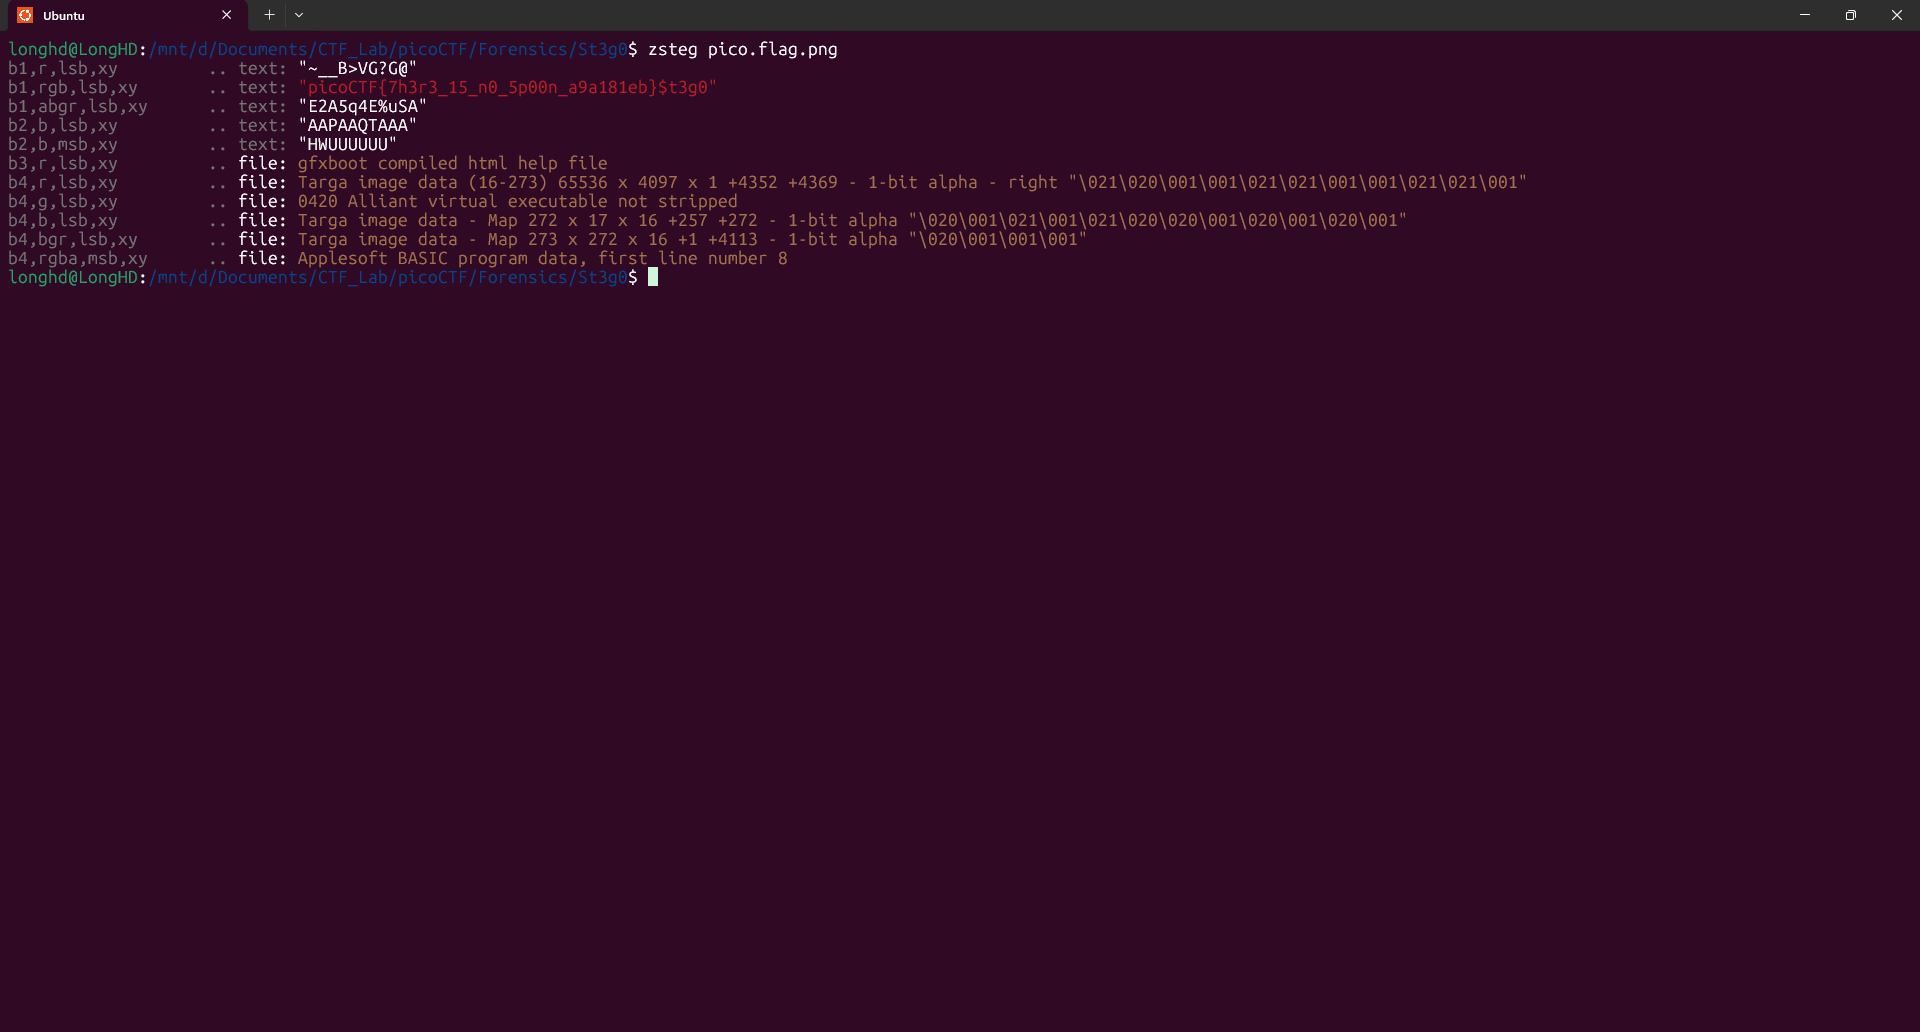 Ubuntu
longhd@LongHD:/mnt/d/Documents/CTF_Lab/picoCTF/Forensics/St3g0$ zsteg pico.flag.png
b1,r,lsb,xy .. text: "~__B>VG?G@"
b1,rgb,lsb,xy .. text: "picoCTF{7h3r3_15_n0_5p00n_a9a181eb}$t3g0"
b1,abgr,lsb,xy .. text: "E2A5q4E%uSA"
b2,b,lsb,xy .. text: "AAPAAQTAAA"
b2,b,msb,xy .. text: "HWUUUUUU"
b3,r,lsb,xy .. file: gfxboot compiled html help file
b4,r,lsb,xy .. file: Targa image data (16-273) 65536 x 4097 x 1 +4352 +4369 - 1-bit alpha - right "\021\020\001\001\021\021\001\001\021\021\001"
b4,g,lsb,xy .. file: 0420 Alliant virtual executable not stripped
b4,b,lsb,xy .. file: Targa image data - Map 272 x 17 x 16 +257 +272 - 1-bit alpha "\020\001\021\001\021\020\020\001\020\001\020\001"
b4,bgr,lsb,xy .. file: Targa image data - Map 273 x 272 x 16 +1 +4113 - 1-bit alpha "\020\001\001\001"
b4,rgba,msb,xy .. file: Applesoft BASIC program data, first line number 8
longhd@LongHD:/mnt/d/Documents/CTF_Lab/picoCTF/Forensics/St3g0$